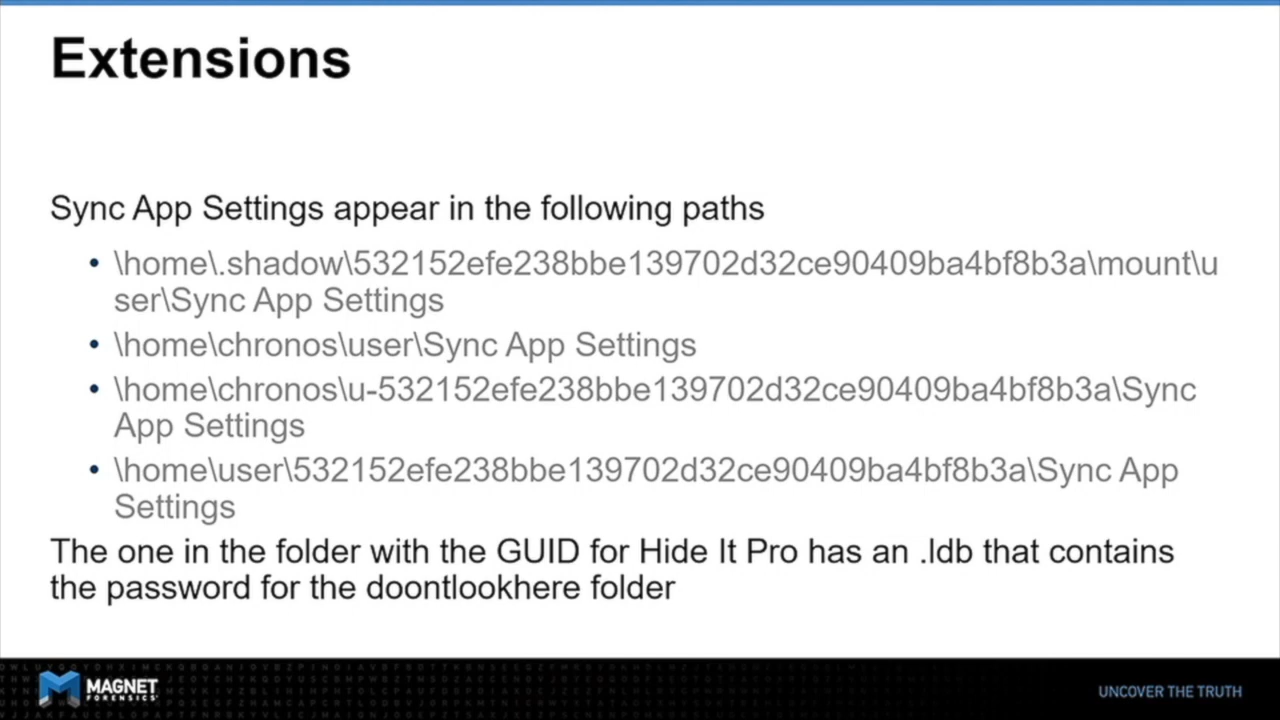 Extensions
Sync App Settings appear in the following paths
• \home\.shadow\532152efe238bbe139702d32ce90409ba4bf8b3a\mount\u
ser\Sync App Settings
• \home\chronos\user\Sync App Settings
• \home\chronos\u-532152efe238bbe139702d32ce90409ba4bf8b3a\Sync
App Settings
• \home\user\532152efe238bbe139702d32ce90409ba4bf8b3a\Sync App
Settings
The one in the folder with the GUID for Hide It Pro has an .ldb that contains
the password for the doontlookhere folder
MAGNET
FORENSICS
UNCOVER THE TRUTH